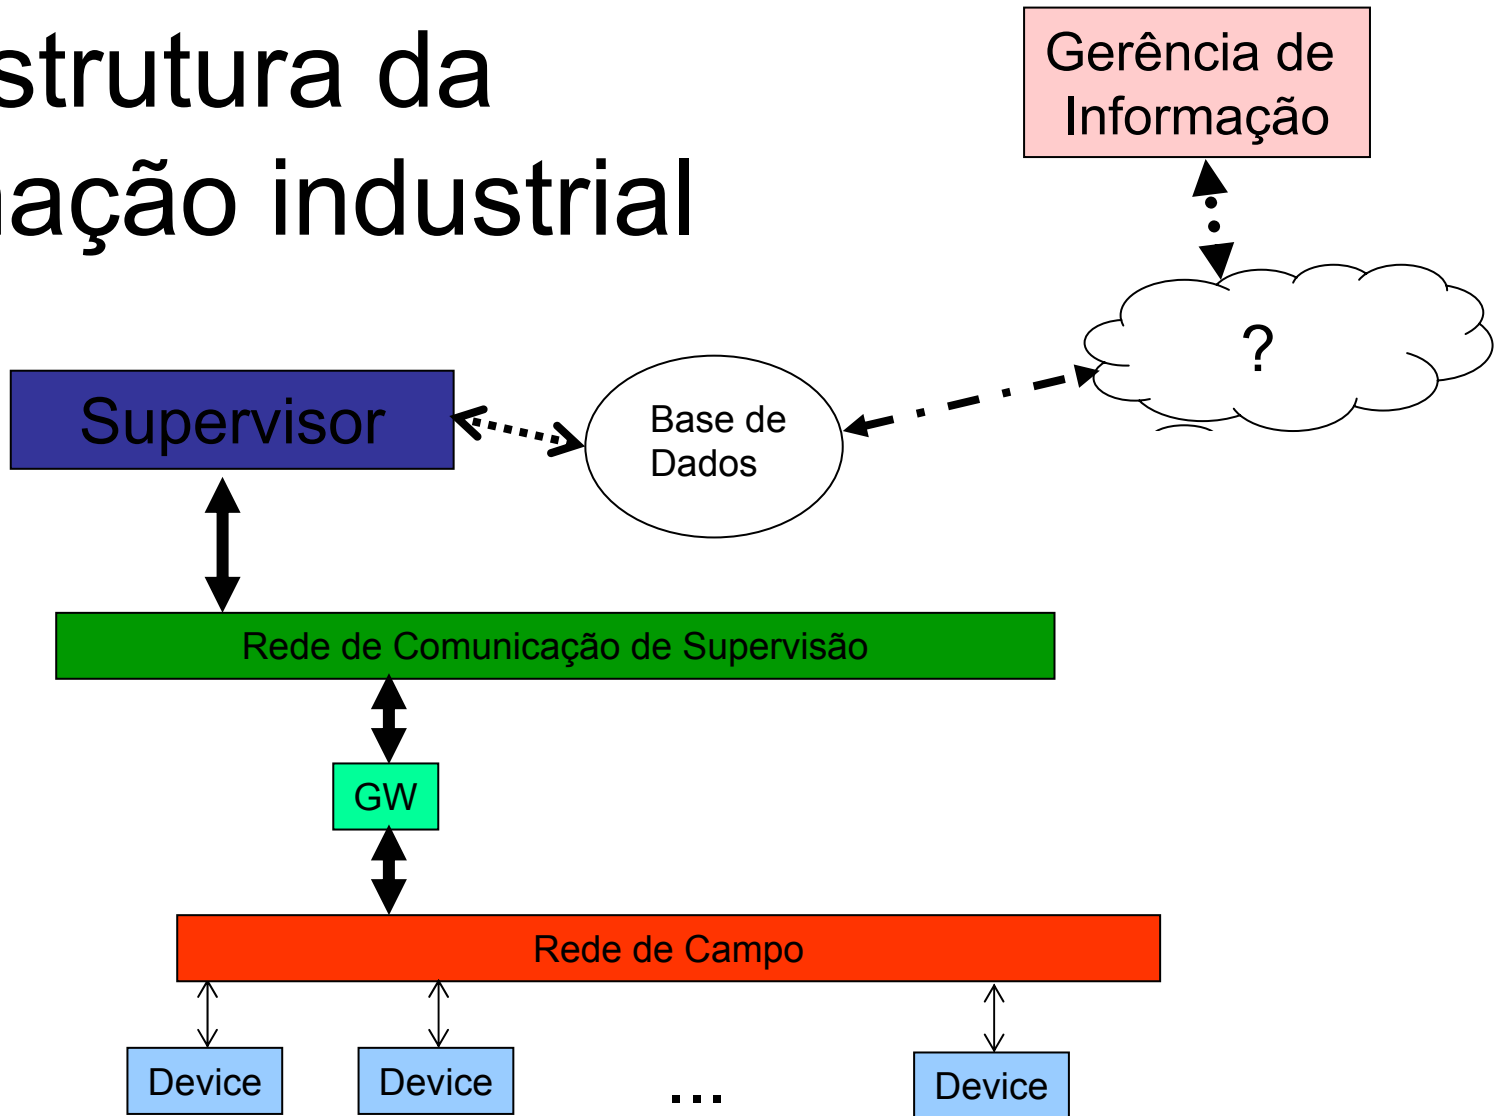 strutura da
ação industrial
Gerência de
Informação
?
Supervisor
Base de
Dados
Rede de Comunicação de Supervisão
GW
Rede de Campo
Device
Device
...
Device